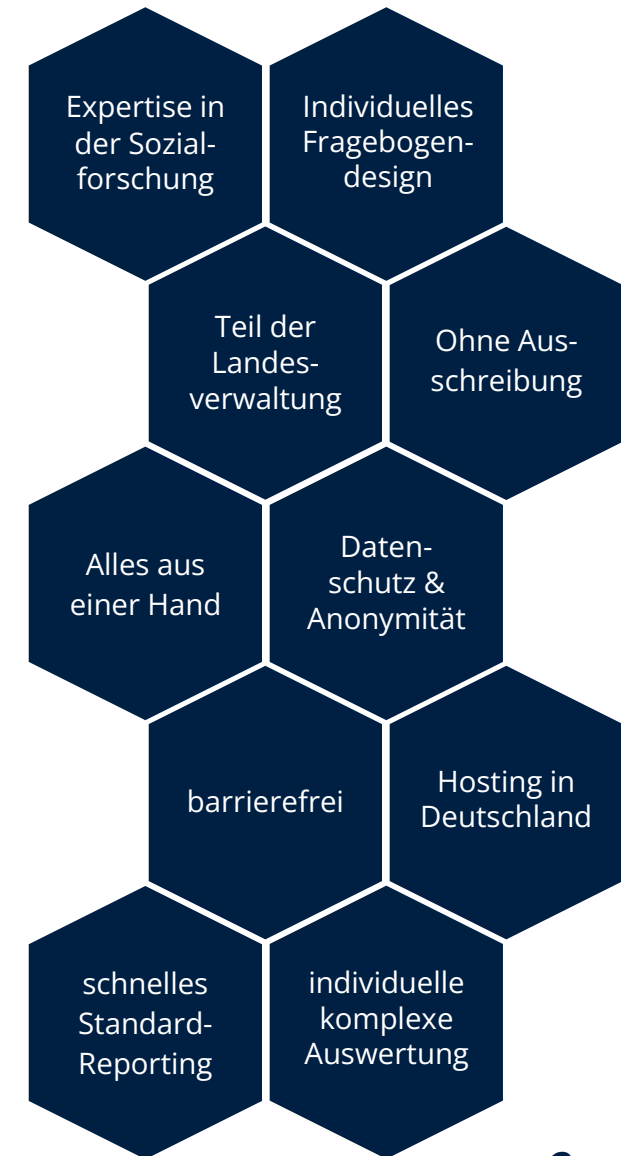 Expertise in
der Sozial-
forschung
Individuelles
Fragebogen-
design
Teil der
Landes-
verwaltung
Ohne Aus-
schreibung
Alles aus
einer Hand
Daten-
schutz &
Anonymität
barrierefrei
Hosting in
Deutschland
schnelles
Standard-
Reporting
individuelle
komplexe
Auswertung